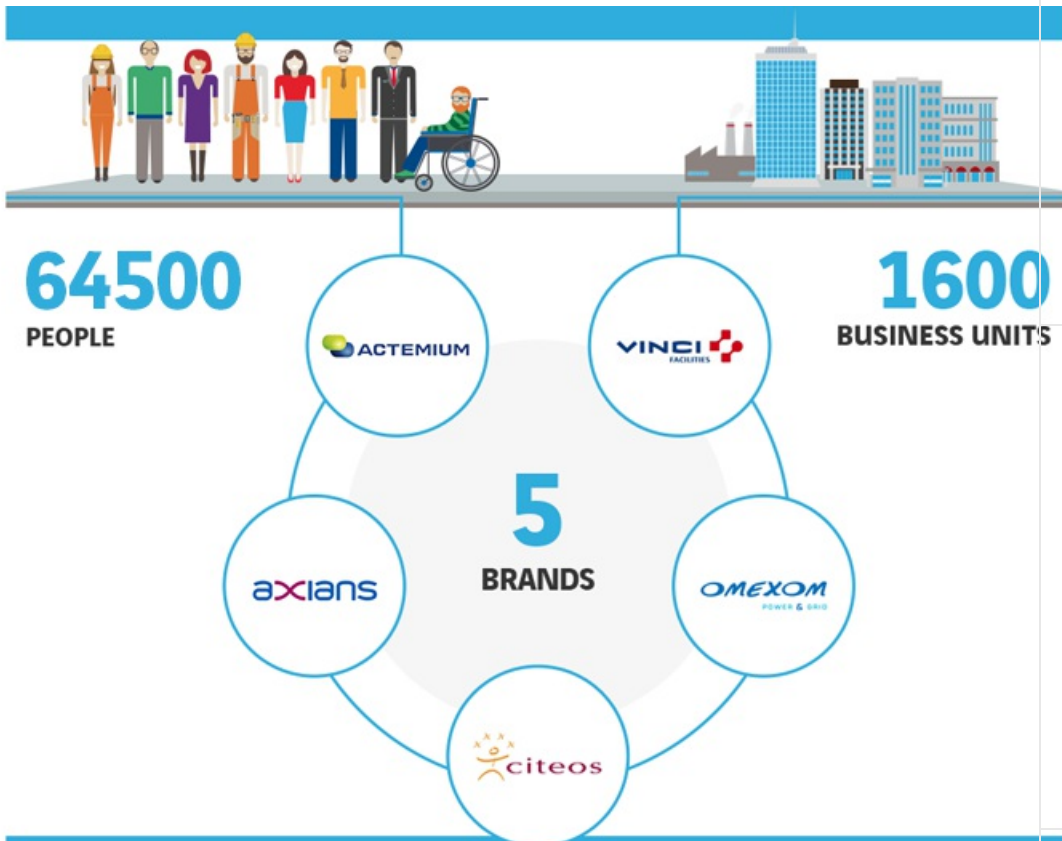 64500
PEOPLE
1600
BUSINESS UNITS
ACTEMIUM
VINCI
FACILITIES
5
BRANDS
axians
OMEXOM
POWER & GRID
citeos